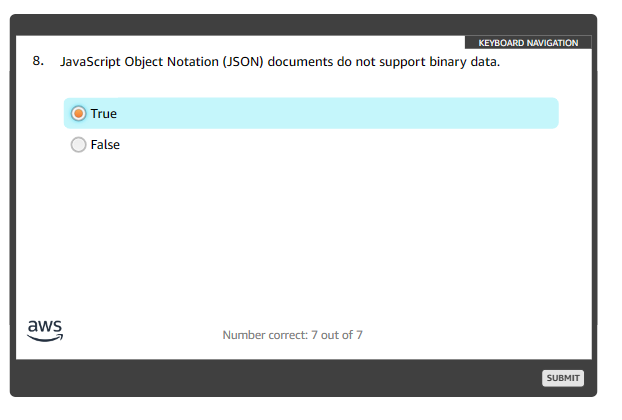 KEYBOARD NAVIGATION
8. JavaScript Object Notation (JSON) documents do not support binary data.
True
False
aws
Number correct: 7 out of 7
SUBMIT